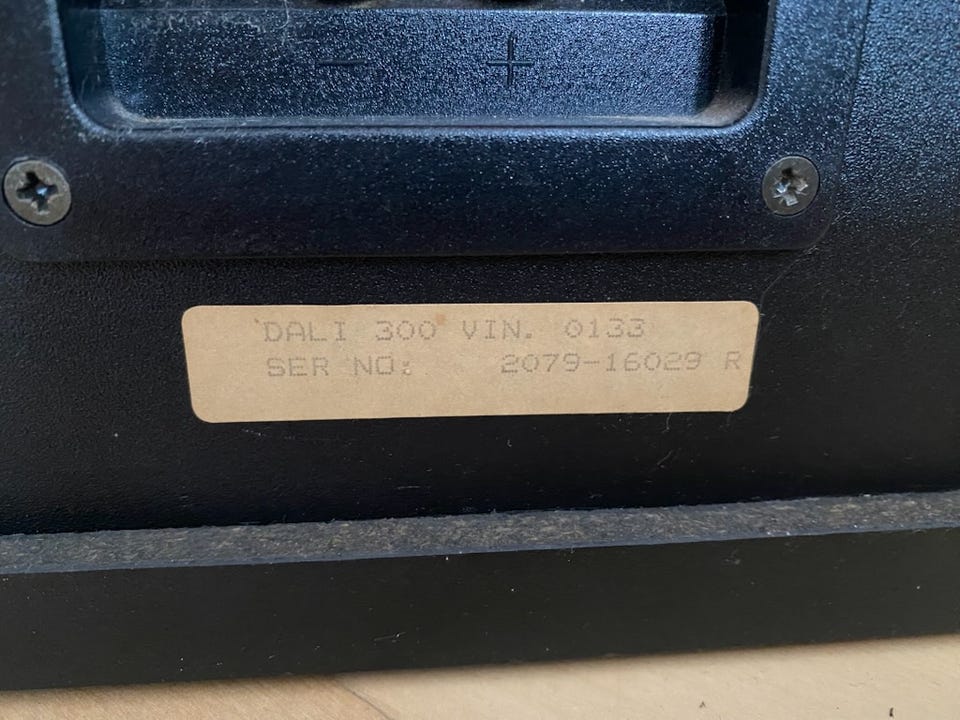 - +
DALI 300 VIN. 0133
SER NO: 2079-16029 R